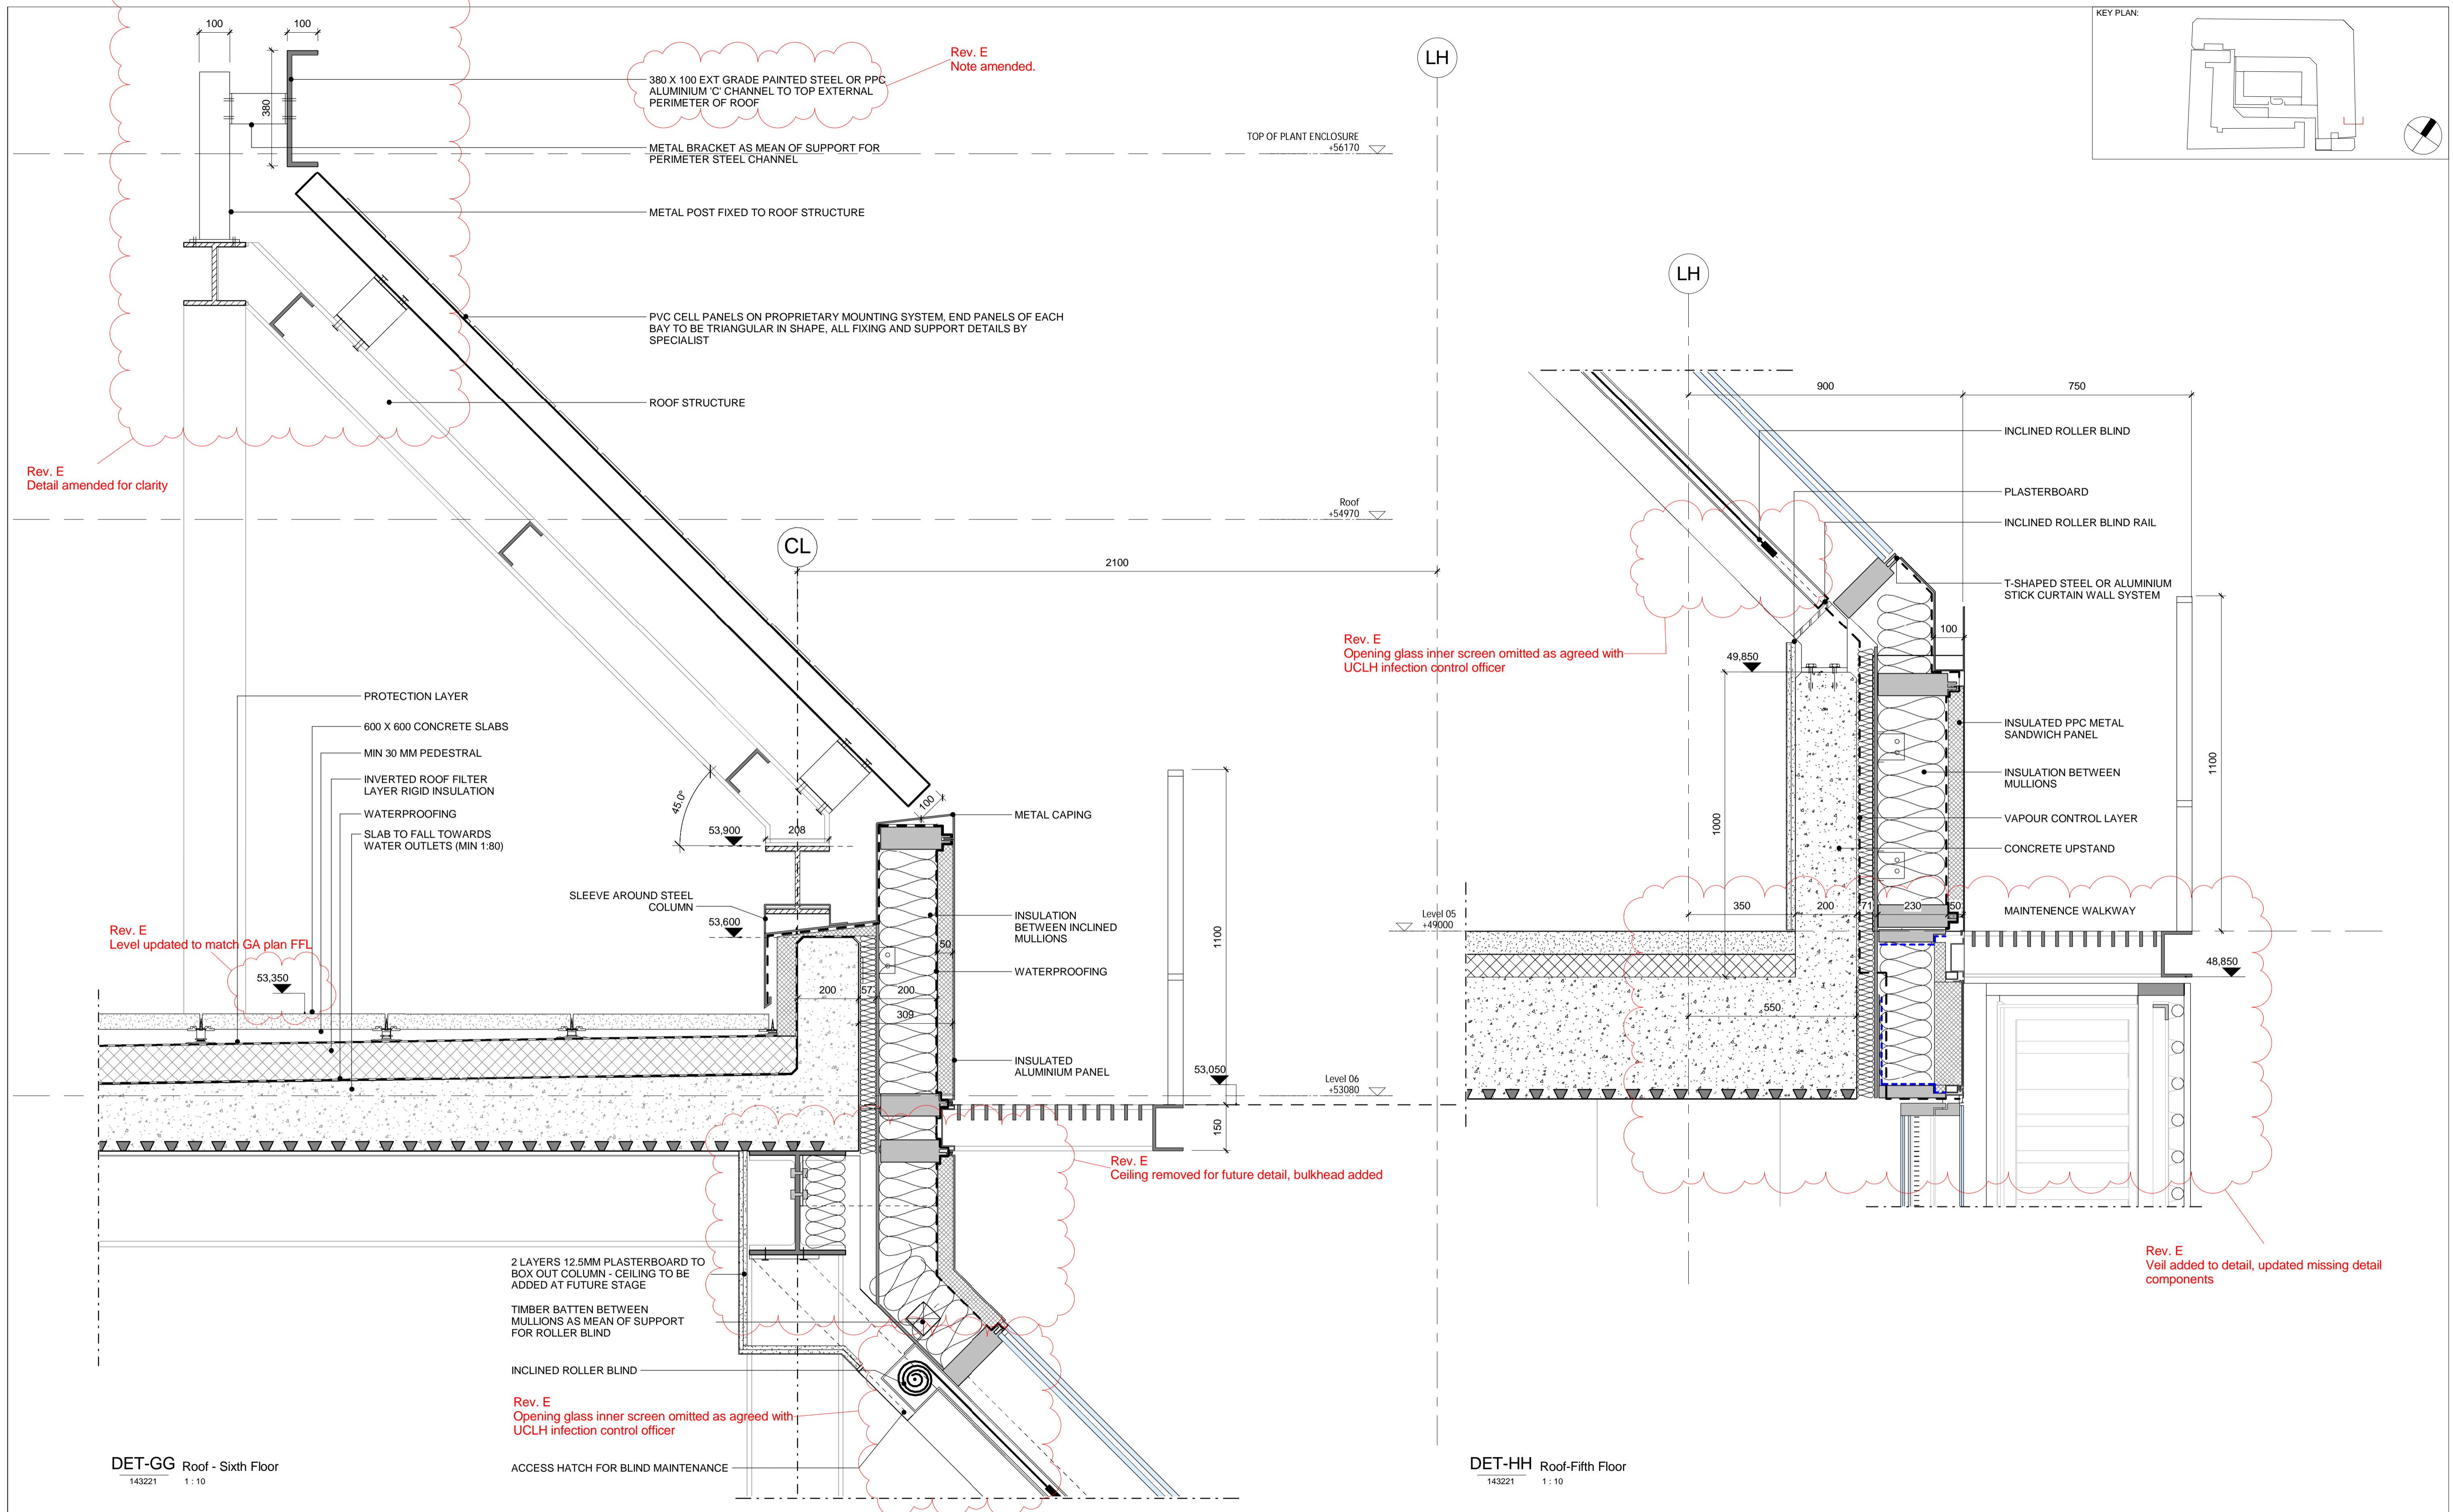 KEY PLAN:
100
100
380
380 X 100 EXT GRADE PAINTED STEEL OR PPC
ALUMINIUM 'C' CHANNEL TO TOP EXTERNAL
PERIMETER OF ROOF
Rev. E
Note amended.
METAL BRACKET AS MEAN OF SUPPORT FOR
PERIMETER STEEL CHANNEL
TOP OF PLANT ENCLOSURE
+56170
METAL POST FIXED TO ROOF STRUCTURE
PVC CELL PANELS ON PROPRIETARY MOUNTING SYSTEM, END PANELS OF EACH
BAY TO BE TRIANGULAR IN SHAPE, ALL FIXING AND SUPPORT DETAILS BY
SPECIALIST
ROOF STRUCTURE
Rev. E
Detail amended for clarity
Roof
+54970
CL
2100
LH
PROTECTION LAYER
600 X 600 CONCRETE SLABS
MIN 30 MM PEDESTRAL
INVERTED ROOF FILTER
LAYER RIGID INSULATION
WATERPROOFING
SLAB TO FALL TOWARDS
WATER OUTLETS (MIN 1:80)
45.0°
53,900
208
100
METAL CAPING
SLEEVE AROUND STEEL
COLUMN
53,600
INSULATION
BETWEEN INCLINED
MULLIONS
50
WATERPROOFING
1100
Rev. E
Level updated to match GA plan FFL
53,350
200
57
200
309
INSULATED
ALUMINIUM PANEL
53,050
Level 06
+53080
150
Rev. E
Ceiling removed for future detail, bulkhead added
2 LAYERS 12.5MM PLASTERBOARD TO
BOX OUT COLUMN - CEILING TO BE
ADDED AT FUTURE STAGE
TIMBER BATTEN BETWEEN
MULLIONS AS MEAN OF SUPPORT
FOR ROLLER BLIND
INCLINED ROLLER BLIND
Rev. E
Opening glass inner screen omitted as agreed with
UCLH infection control officer
ACCESS HATCH FOR BLIND MAINTENANCE
DET-GG Roof - Sixth Floor
143221 1 : 10
LH
900
750
INCLINED ROLLER BLIND
PLASTERBOARD
INCLINED ROLLER BLIND RAIL
T-SHAPED STEEL OR ALUMINIUM
STICK CURTAIN WALL SYSTEM
Rev. E
Opening glass inner screen omitted as agreed with
UCLH infection control officer
100
49,850
INSULATED PPC METAL
SANDWICH PANEL
INSULATION BETWEEN
MULLIONS
1100
1000
VAPOUR CONTROL LAYER
CONCRETE UPSTAND
350
200
71
230
50
MAINTENENCE WALKWAY
Level 05
+49000
48,850
550
Rev. E
Veil added to detail, updated missing detail
components
DET-HH Roof-Fifth Floor
143221 1 : 10